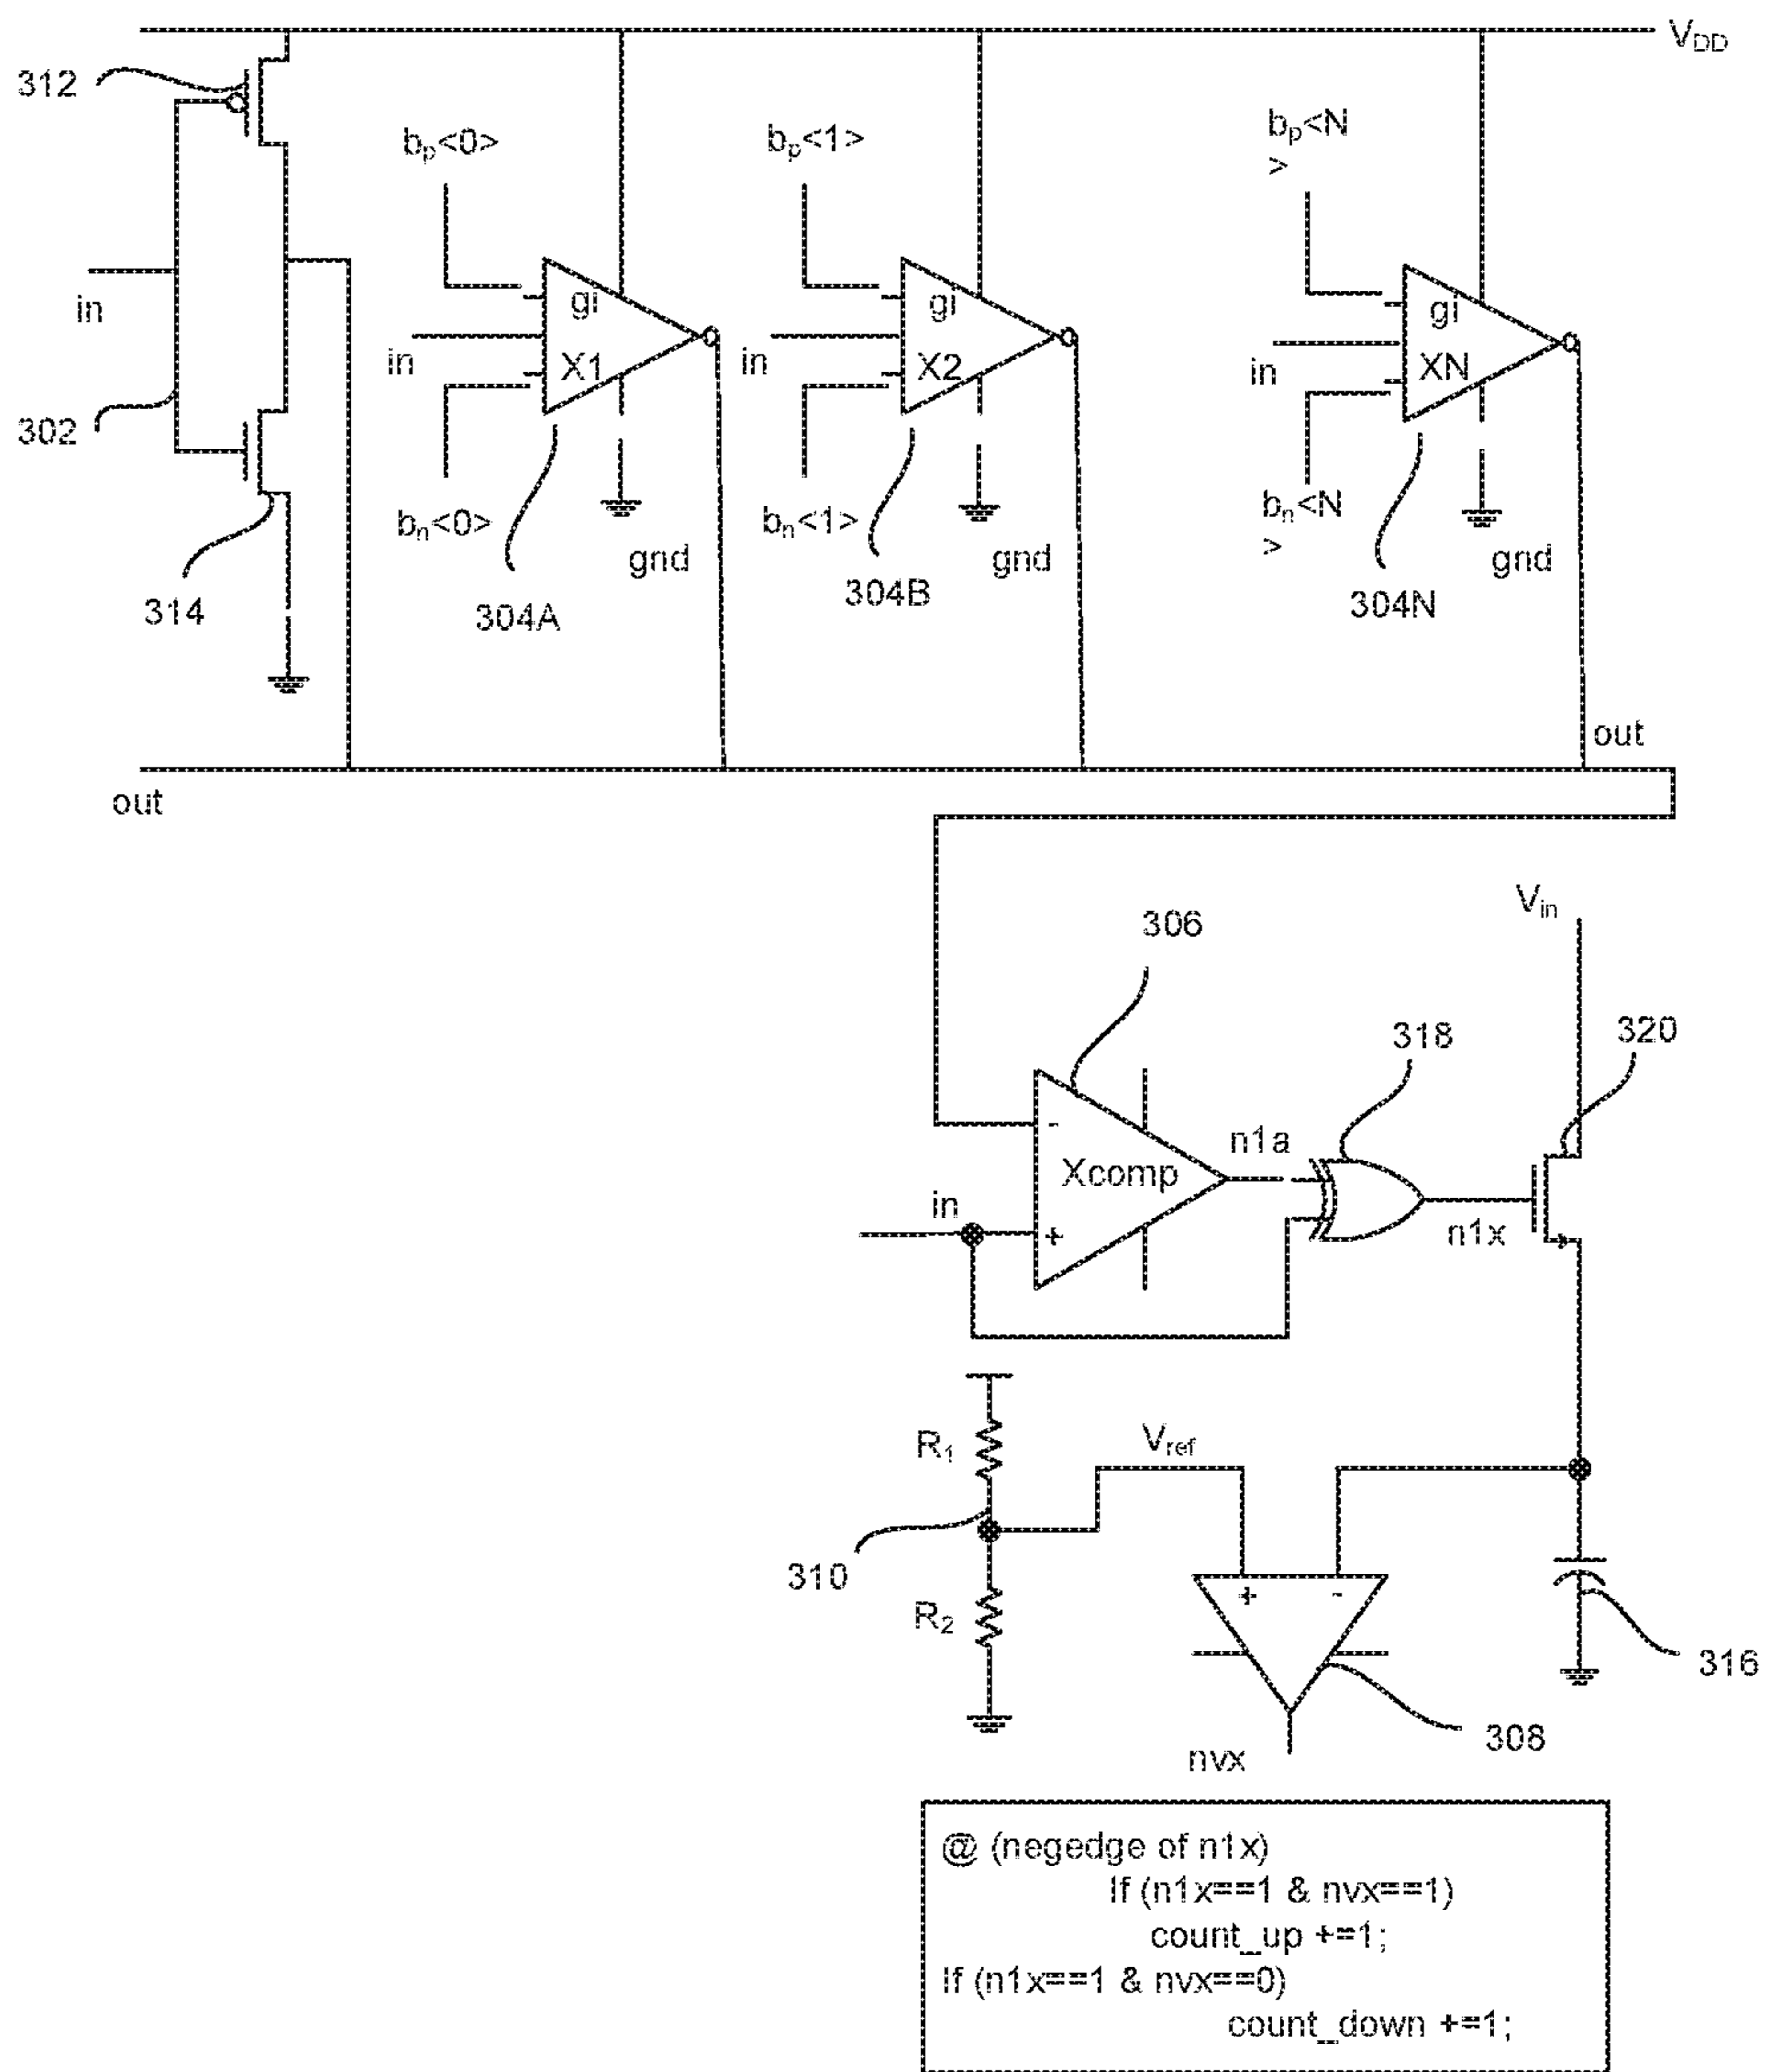 V_DD
312
b_p<0>
b_p<1>
b_p<N
>
in
gi
gi
gi
in
X1
in
X2
in
XN
302
b_n<0>
b_n<1>
b_n<N
>
gnd
gnd
gnd
314
304A
304B
304N
out
out
V_in
306
318
320
n1a
-
Xcomp
in
+
n1x
R_1
V_ref
310
+ -
R_2
316
308
nvx
@ (negedge of n1x)
If (n1x==1 & nvx==1)
count_up +=1;
If (n1x==1 & nvx==0)
count_down +=1;